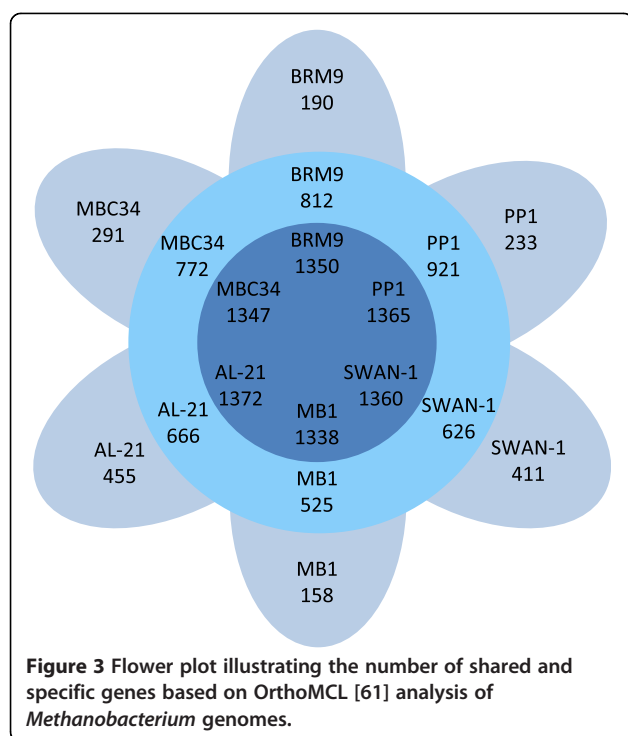 BRM9
190
BRM9
812
BRM9
1350
MBC34
291
MBC34
772
MBC34
1347
PP1
233
PP1
921
PP1
1365
AL-21
1372
AL-21
666
AL-21
455
SWAN-1
1360
SWAN-1
626
SWAN-1
411
MB1
1338
MB1
525
MB1
158
Figure 3 Flower plot illustrating the number of shared and
specific genes based on OrthoMCL [61] analysis of
Methanobacterium genomes.